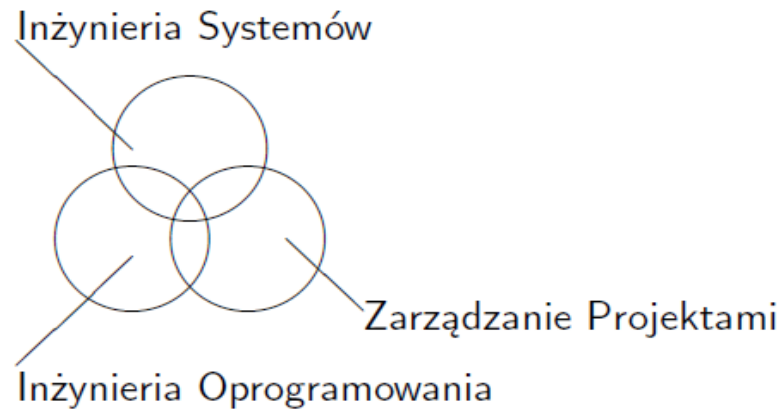 Inżynieria Systemów
Zarządzanie Projektami
Inżynieria Oprogramowania